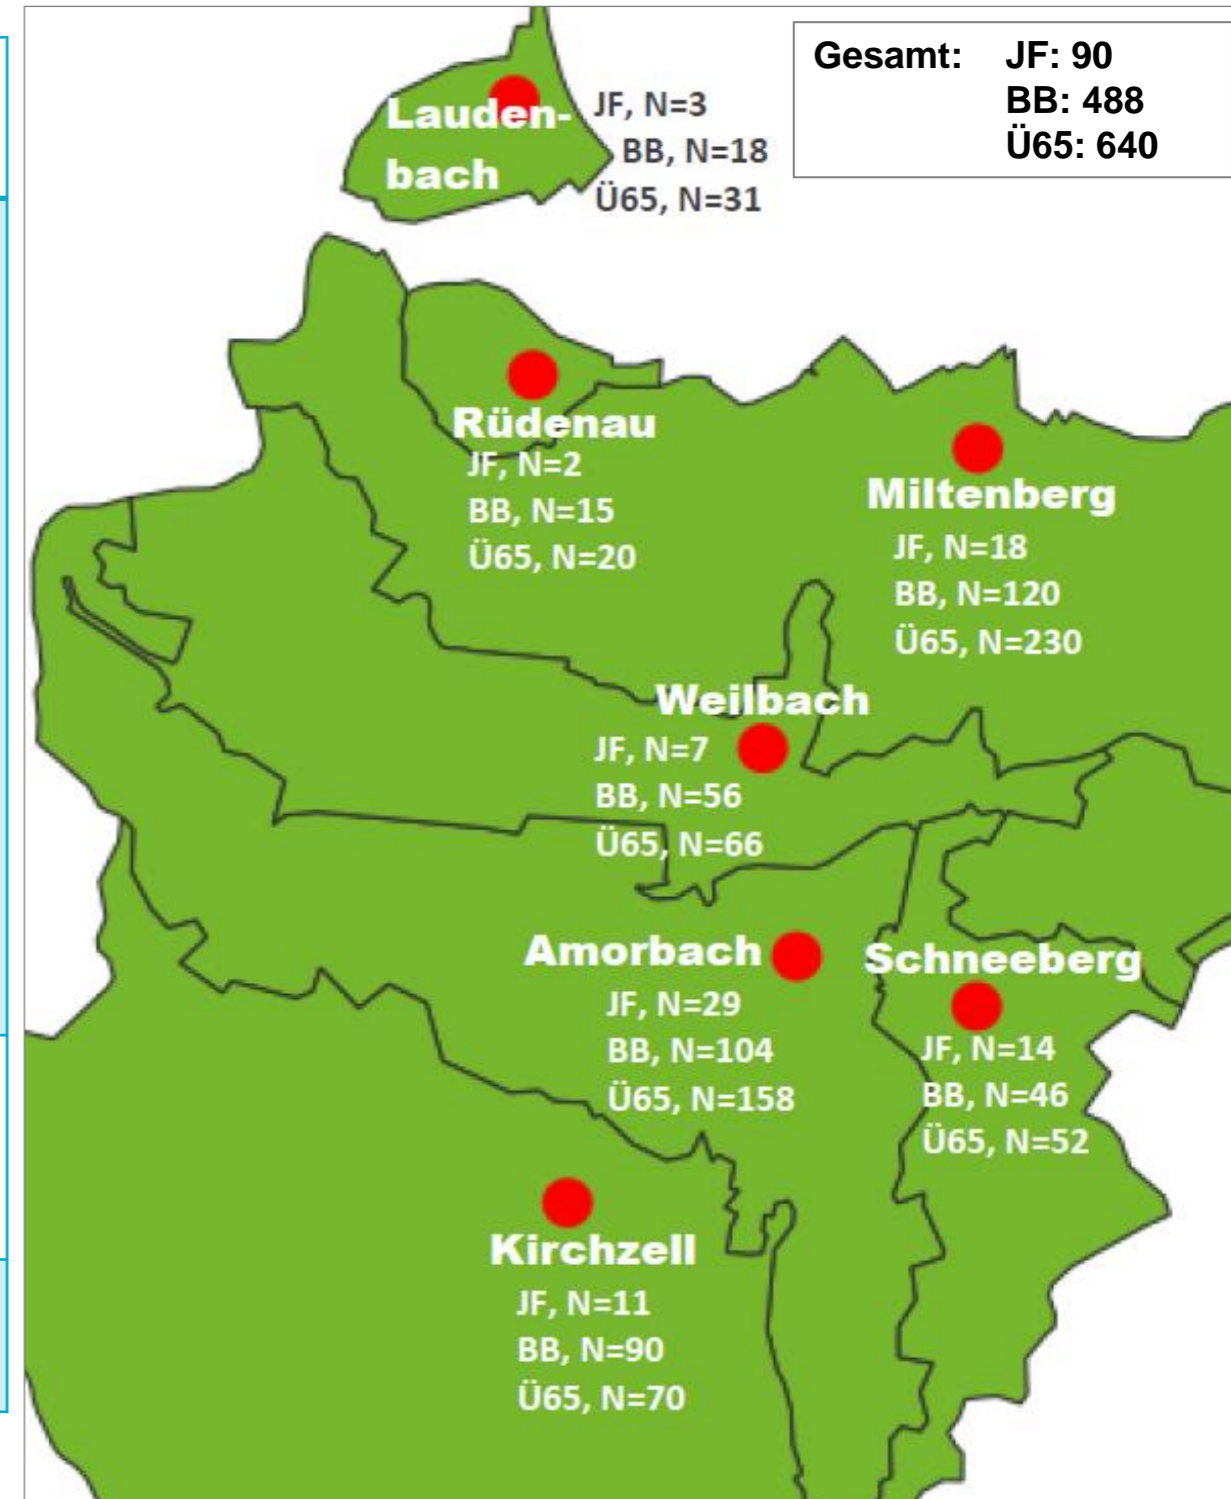 Gesamt: JF: 90
BB: 488
Ü65: 640
Lauden-
bach
JF, N=3
BB, N=18
Ü65, N=31
Rüdenau
JF, N=2
BB, N=15
Ü65, N=20
Miltenberg
JF, N=18
BB, N=120
Ü65, N=230
Weilbach
JF, N=7
BB, N=56
Ü65, N=66
Amorbach
JF, N=29
BB, N=104
Ü65, N=158
Schneeberg
JF, N=14
BB, N=46
Ü65, N=52
Kirchzell
JF, N=11
BB, N=90
Ü65, N=70